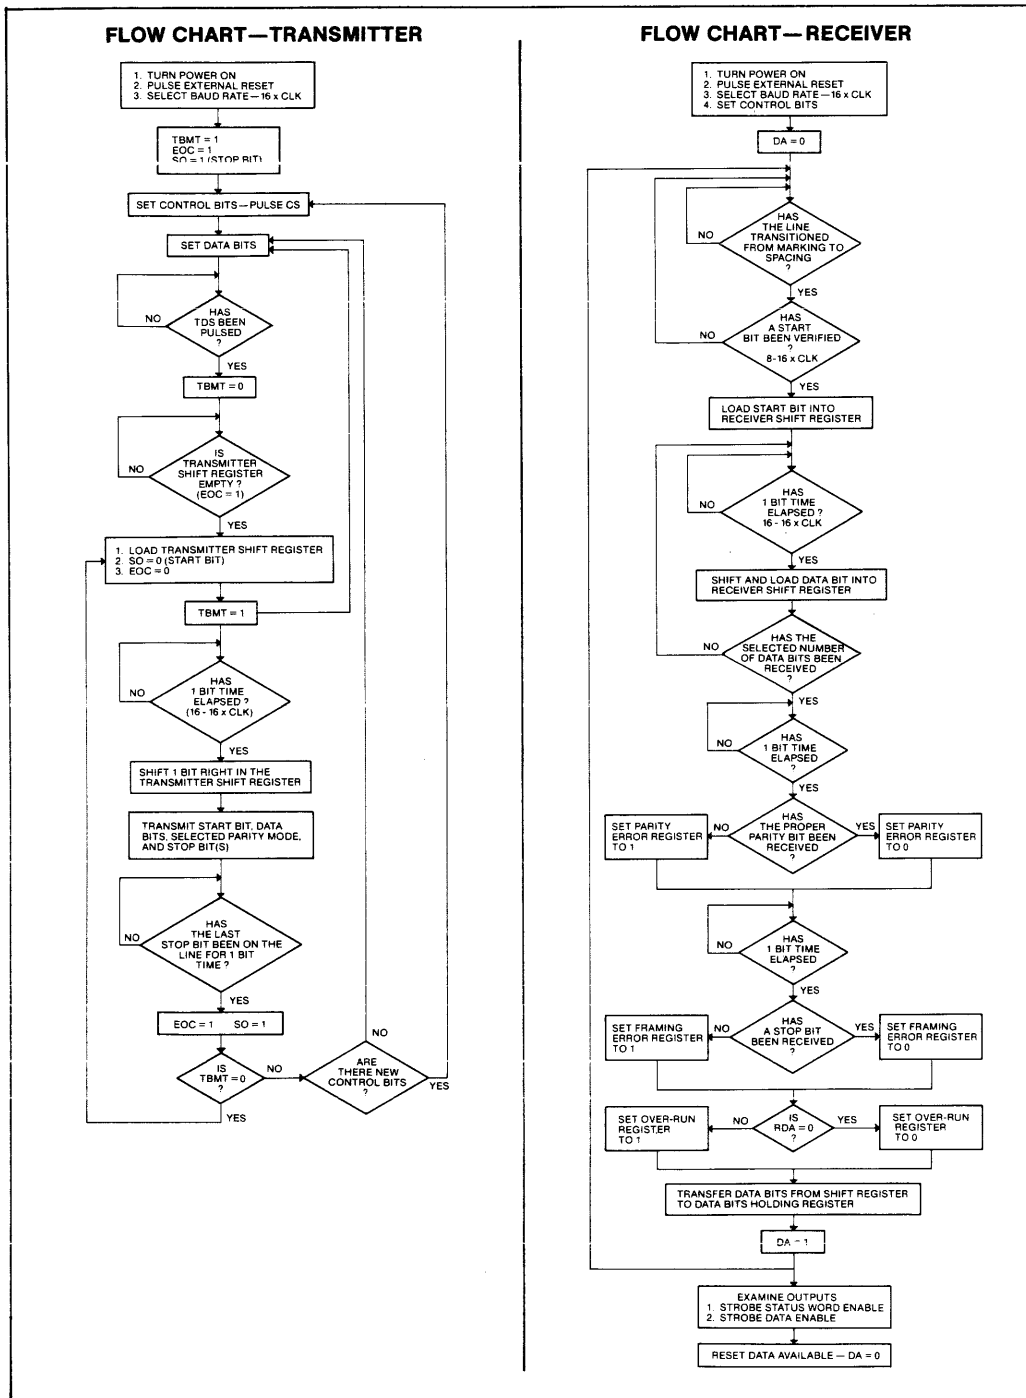 FLOW CHART—TRANSMITTER
1. TURN POWER ON
2. PULSE EXTERNAL RESET
3. SELECT BAUD RATE—16 x CLK
TBMT = 1
EOC = 1
SO = 1 (STOP BIT)
SET CONTROL BITS—PULSE CS
SET DATA BITS
HAS
TDS BEEN
PULSED
?
NO
YES
TBMT = 0
IS
TRANSMITTER
SHIFT REGISTER
EMPTY ?
(EOC = 1)
NO
YES
1. LOAD TRANSMITTER SHIFT REGISTER
2. SO = 0 (START BIT)
3. EOC = 0
TBMT = 1
HAS
1 BIT TIME
ELAPSED ?
(16 - 16 x CLK)
NO
YES
SHIFT 1 BIT RIGHT IN THE
TRANSMITTER SHIFT REGISTER
TRANSMIT START BIT, DATA
BITS, SELECTED PARITY MODE,
AND STOP BIT(S)
HAS
THE LAST
STOP BIT BEEN ON THE
LINE FOR 1 BIT
TIME ?
NO
YES
EOC = 1 SO = 1
IS
TBMT = 0
?
NO
YES
ARE
THERE NEW
CONTROL BITS
?
NO
YES
FLOW CHART—RECEIVER
1. TURN POWER ON
2. PULSE EXTERNAL RESET
3. SELECT BAUD RATE—16 x CLK
4. SET CONTROL BITS
DA = 0
HAS
THE LINE
TRANSITIONED
FROM MARKING TO
SPACING
?
NO
YES
HAS
A START
BIT BEEN VERIFIED
?
8-16 x CLK
NO
YES
LOAD START BIT INTO
RECEIVER SHIFT REGISTER
HAS
1 BIT TIME
ELAPSED ?
16 - 16 x CLK
NO
YES
SHIFT AND LOAD DATA BIT INTO
RECEIVER SHIFT REGISTER
HAS THE
SELECTED NUMBER
OF DATA BITS BEEN
RECEIVED
?
NO
YES
HAS
1 BIT TIME
ELAPSED
?
NO
YES
HAS
THE PROPER
PARITY BIT BEEN
RECEIVED
?
NO
YES
SET PARITY
ERROR REGISTER
TO 1
SET PARITY
ERROR REGISTER
TO 0
HAS
1 BIT TIME
ELAPSED
?
NO
YES
HAS
A STOP BIT
BEEN RECEIVED
?
NO
YES
SET FRAMING
ERROR REGISTER
TO 1
SET FRAMING
ERROR REGISTER
TO 0
IS
RDA = 0
?
NO
YES
SET OVER-RUN
REGISTER
TO 1
SET OVER-RUN
REGISTER
TO 0
TRANSFER DATA BITS FROM SHIFT REGISTER
TO DATA BITS HOLDING REGISTER
DA = 1
EXAMINE OUTPUTS
1. STROBE STATUS WORD ENABLE
2. STROBE DATA ENABLE
RESET DATA AVAILABLE — DA = 0